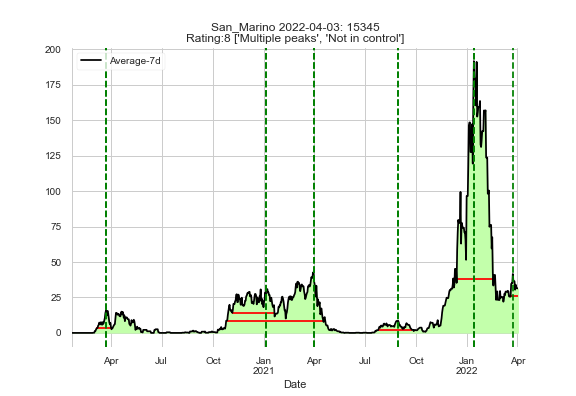 San_Marino 2022-04-03: 15345
Rating:8 ['Multiple peaks', 'Not in control']
Average-7d
200
175
150
125
100
75
50
25
0
Apr Jul Oct Jan Apr Jul Oct Jan Apr
2021 2022
Date